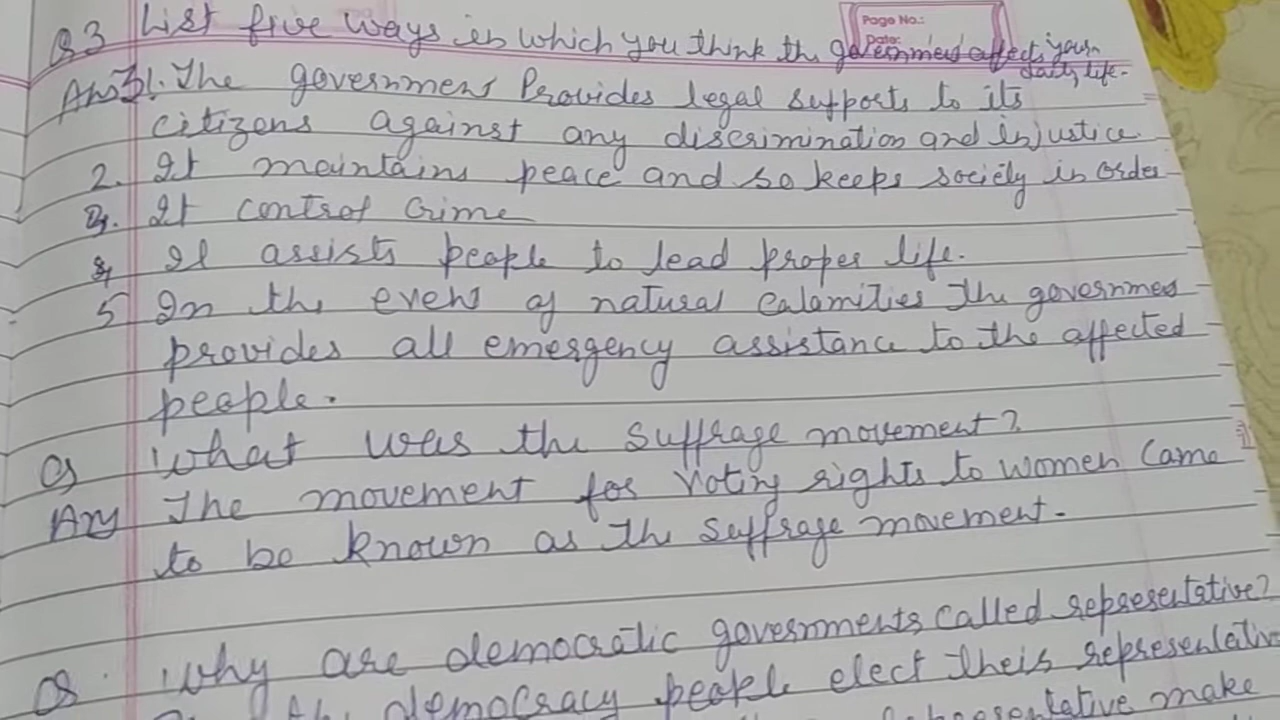 Page No.:
Date:
Q3 List five ways in which you think the government affects your
daily life.
Ans 31. The government Provides legal supports to its
citizens against any discrimination and injustice.
2. It maintains peace and so keeps society in order
3. It control crime
4 It assists people to lead proper life.
5 In the event of natural calamities the government
provides all emergency assistance to the affected
people.
Q What was the suffrage movement?
Ans The movement for voting rights to women came
to be known as the suffrage movement.
Q. Why are democratic governments called representative?
democracy people elect their representative
make